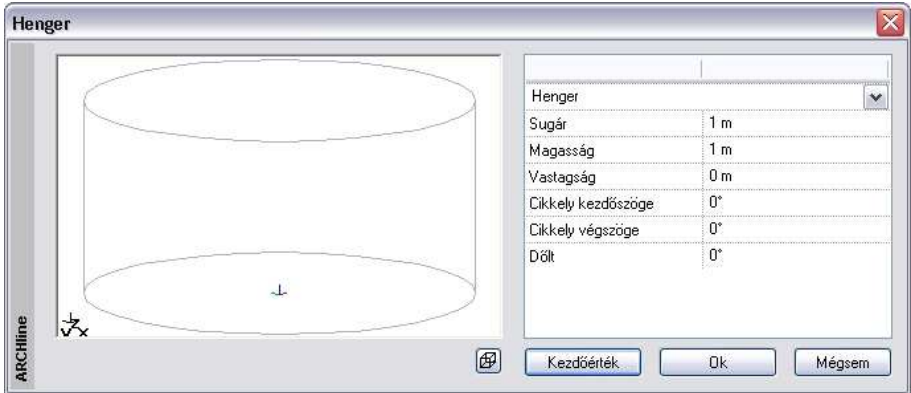 Henger
ARCHline
Z
Y X
Henger
Sugár 1 m
Magasság 1 m
Vastagság 0 m
Cikkely kezdőszöge 0°
Cikkely végszöge 0°
Dőlt 0°
Kezdőérték Ok Mégsem